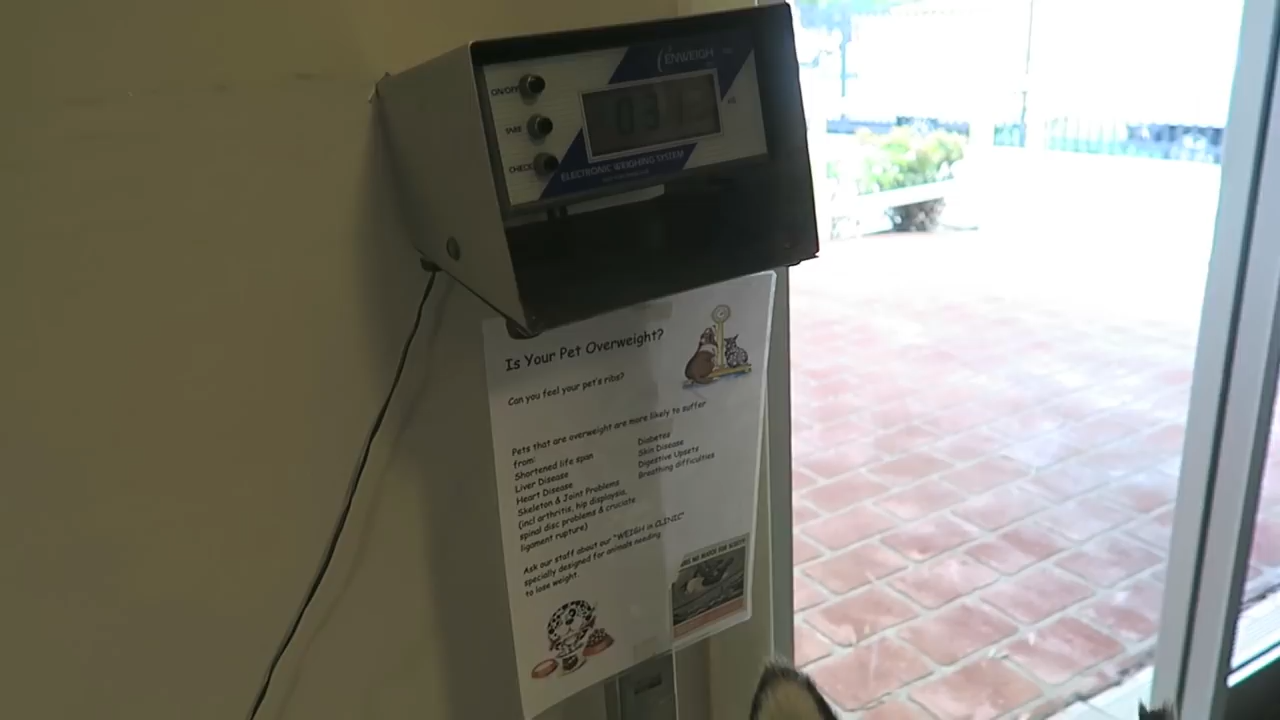 ENWEIGH
ON/OFF
TARE
CHECK
ELECTRONIC WEIGHING SYSTEM
Is Your Pet Overweight?
Can you feel your pet's ribs?
Pets that are overweight are more likely to suffer
from:
Shortened life span
Liver Disease
Heart Disease
Skeleton & Joint Problems
(incl arthritis, hip displaysia,
spinal disc problems & cruciate
ligament rupture)
Diabetes
Skin Disease
Digestive Upsets
Breathing difficulties
Ask our staff about our "WEIGH in CLINIC"
specially designed for animals needing
to lose weight.